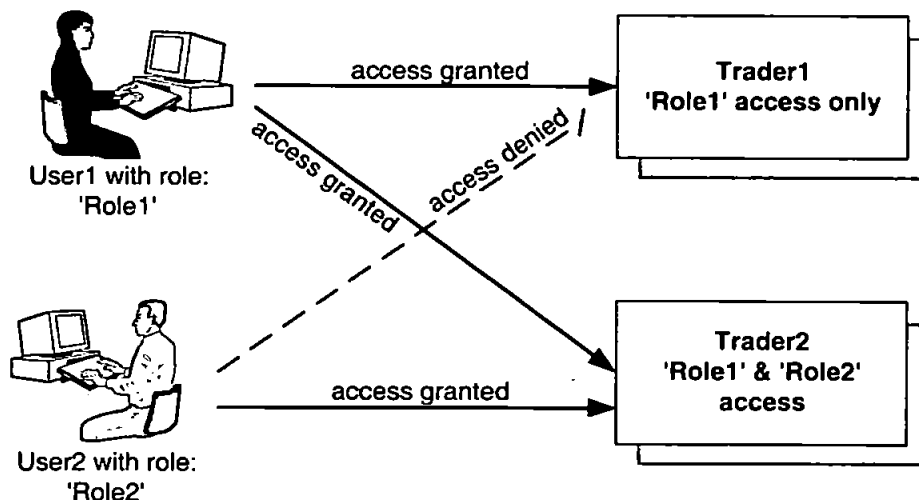 access granted
Trader1
'Role1' access only
access granted
access denied
User1 with role:
'Role1'
Trader2
'Role1' & 'Role2'
access
access granted
User2 with role:
'Role2'